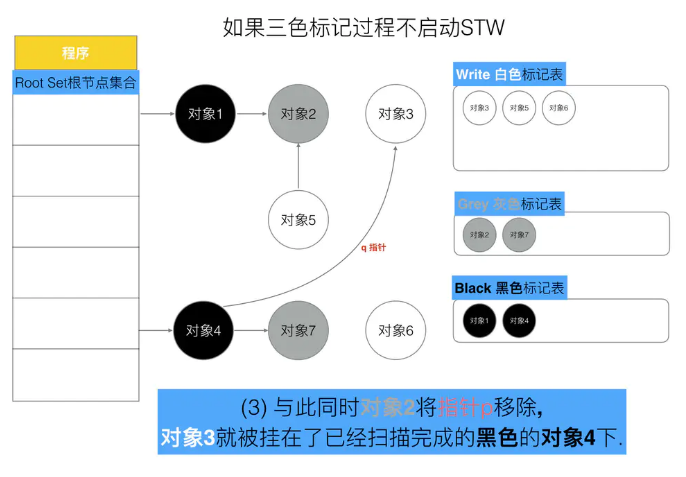 如果三色标记过程不启动STW
程序
Root Set根节点集合
对象1
对象2
对象3
对象5
q 指针
对象4
对象7
对象6
Write 白色标记表
对象3 对象5 对象6
Grey 灰色标记表
对象2 对象7
Black 黑色标记表
对象1 对象4
(3) 与此同时对象2将指针p移除,
对象3就被挂在了已经扫描完成的黑色的对象4下.